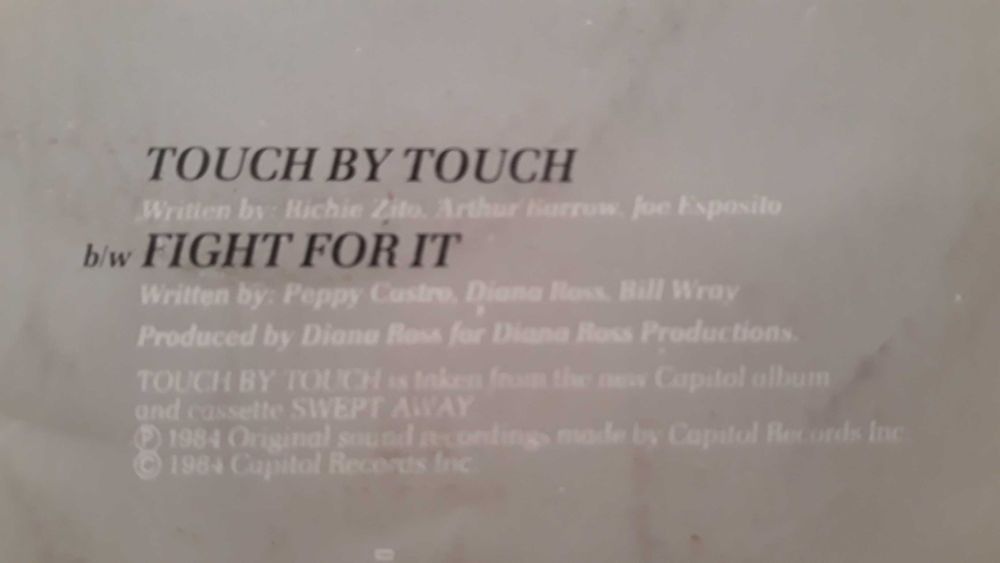 TOUCH BY TOUCH
Written by: Richie Zito, Arthur Barrow, Joe Esposito
b/w FIGHT FOR IT
Written by: Peppy Castro, Diana Ross, Bill Wray
Produced by Diana Ross for Diana Ross Productions.
TOUCH BY TOUCH is taken from the new Capitol album
and cassette SWEPT AWAY
Ⓟ 1984 Original sound recordings made by Capitol Records Inc.
© 1984 Capitol Records Inc.